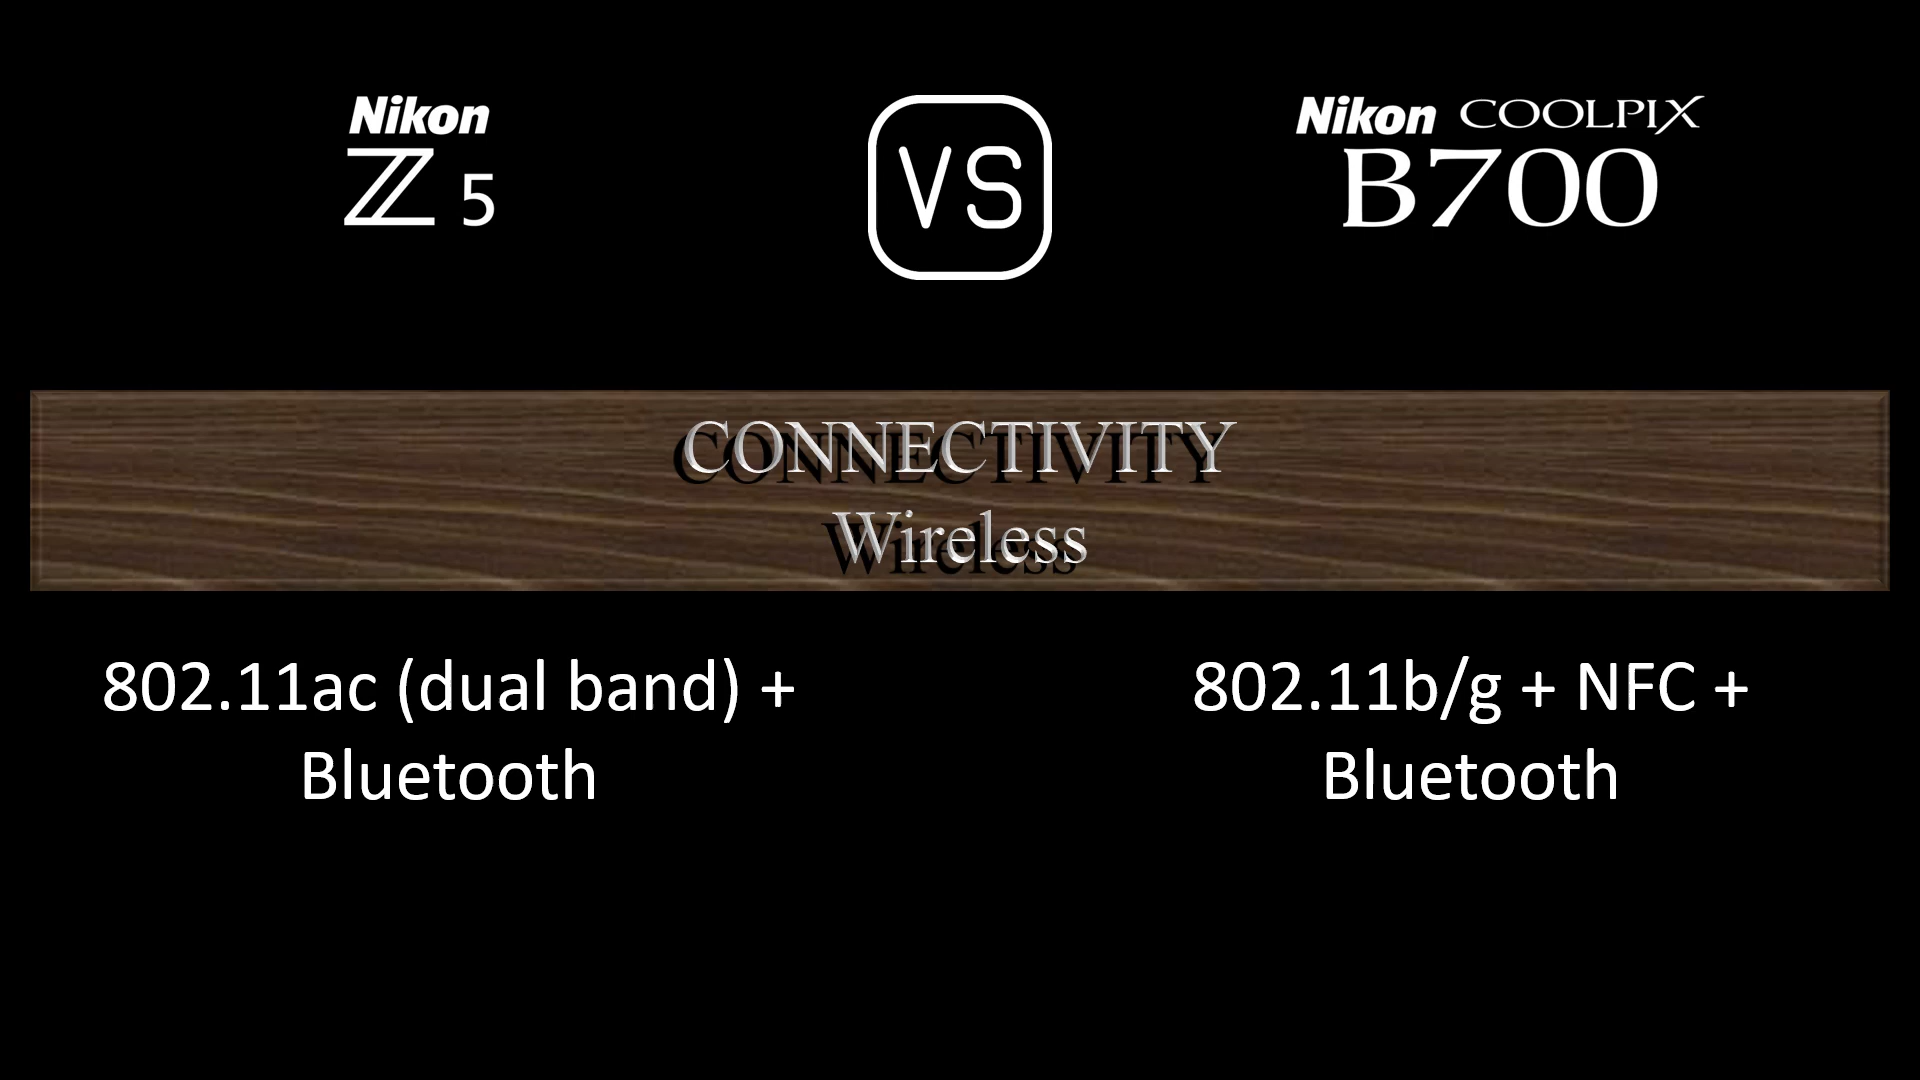 Nikon
Z 5
VS
Nikon COOLPIX
B700
CONNECTIVITY
Wireless
802.11ac (dual band) +
Bluetooth
802.11b/g + NFC +
Bluetooth